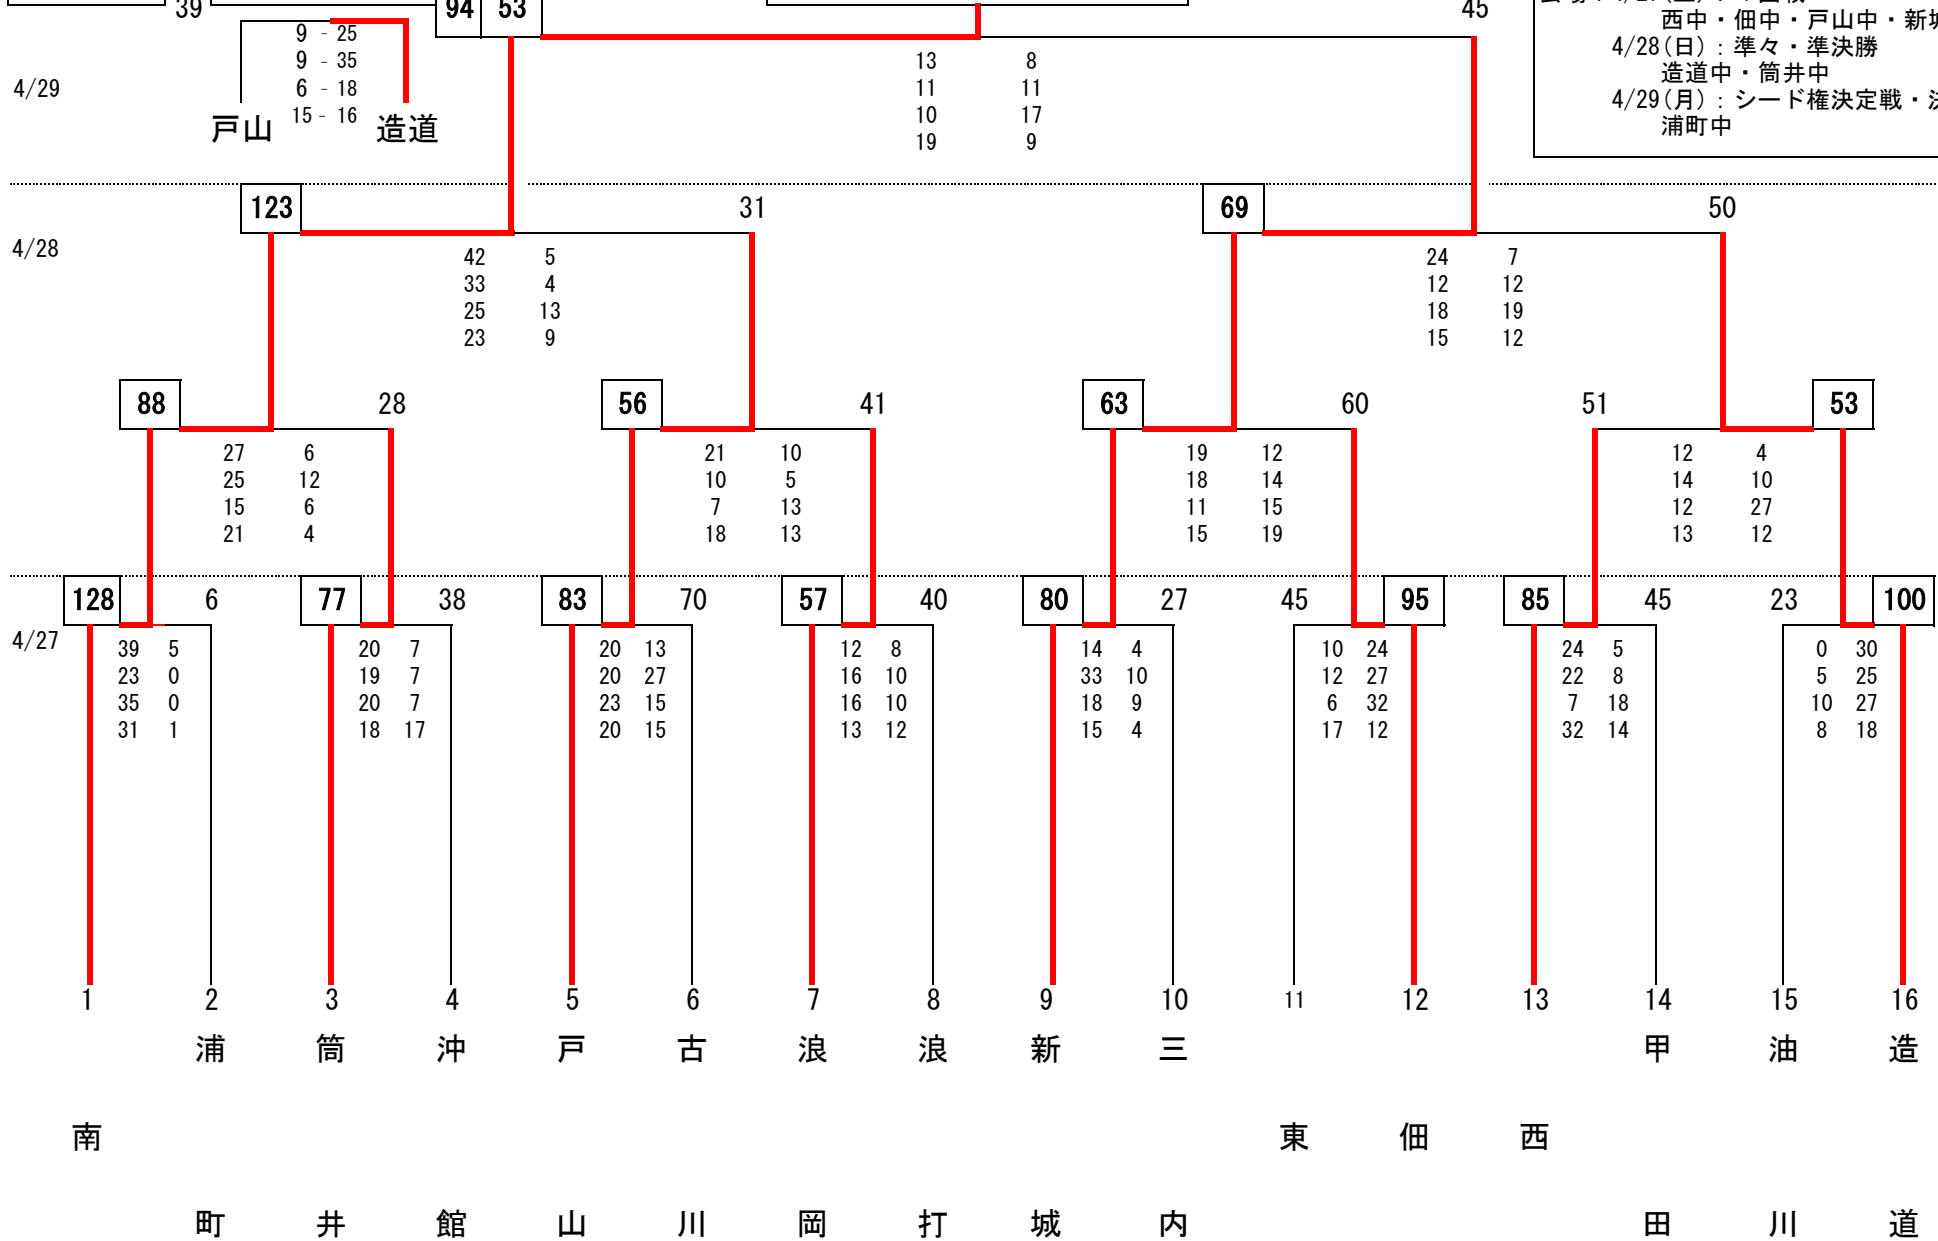 39 94 53 45
西中・佃中・戸山中・新城
4/28(日)：準々・準決勝
造道中・筒井中
4/29(月)：シード権決定戦・決
浦町中
4/29
9 - 25
9 - 35
6 - 18
15 - 16
戸山 造道
13 8
11 11
10 17
19 9
123 31 69 50
4/28
42 5 24 7
33 4 12 12
25 13 18 19
23 9 15 12
88 28 56 41 63 60 51 53
27 6 21 10 19 12 12 4
25 12 10 5 18 14 14 10
15 6 7 13 11 15 12 27
21 4 18 13 15 19 13 12
128 6 77 38 83 70 57 40 80 27 45 95 85 45 23 100
4/27
39 5 20 7 20 13 12 8 14 4 10 24 24 5 0 30
23 0 19 7 20 27 16 10 33 10 12 27 22 8 5 25
35 0 20 7 23 15 16 10 18 9 6 32 7 18 10 27
31 1 18 17 20 15 13 12 15 4 17 12 32 14 8 18
1 2 3 4 5 6 7 8 9 10 11 12 13 14 15 16
南
浦町
筒井
沖館
戸山
古川
浪岡
浪打
新城
三内
東
佃
西
甲田
油川
造道